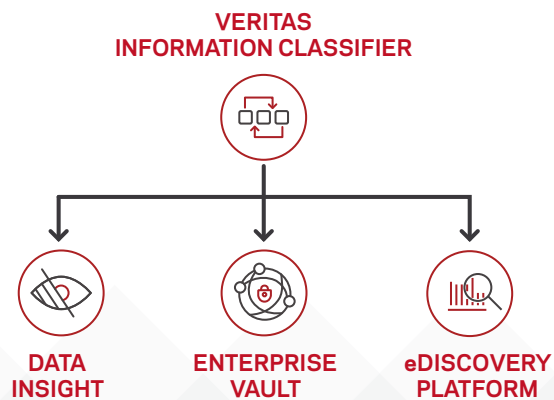 VERITAS
INFORMATION CLASSIFIER
DATA
INSIGHT
ENTERPRISE
VAULT
eDISCOVERY
PLATFORM